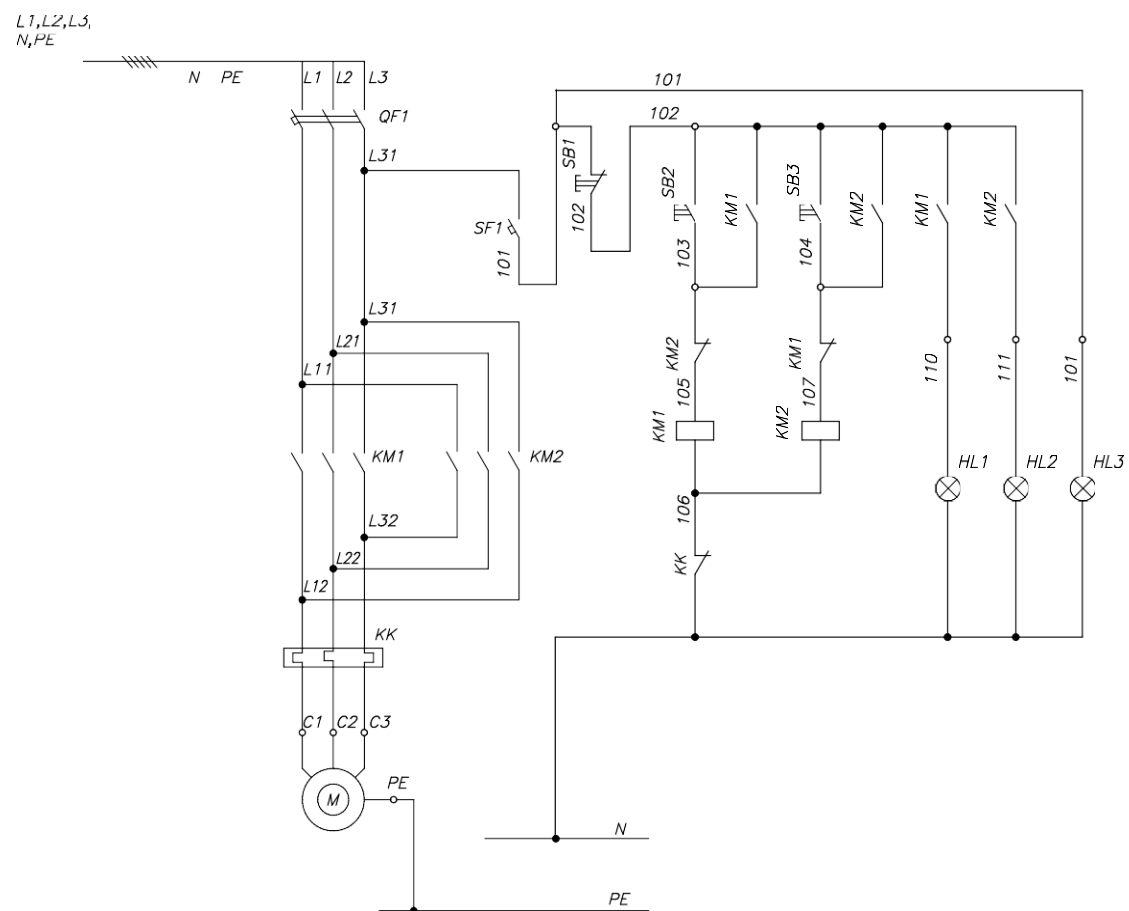 L1,L2,L3,
N,PE
N PE L1 L2 L3
QF1
L31
SF1
101
SB1
102
101
102
SB2
103
KM1
SB3
104
KM2
KM1
KM2
L31
L21
L11
KM1
KM2
L32
L22
L12
KM2
105
KM1
KM1
107
KM2
106
KK
110
111
101
HL1
HL2
HL3
KK
C1 C2 C3
M
PE
N
PE